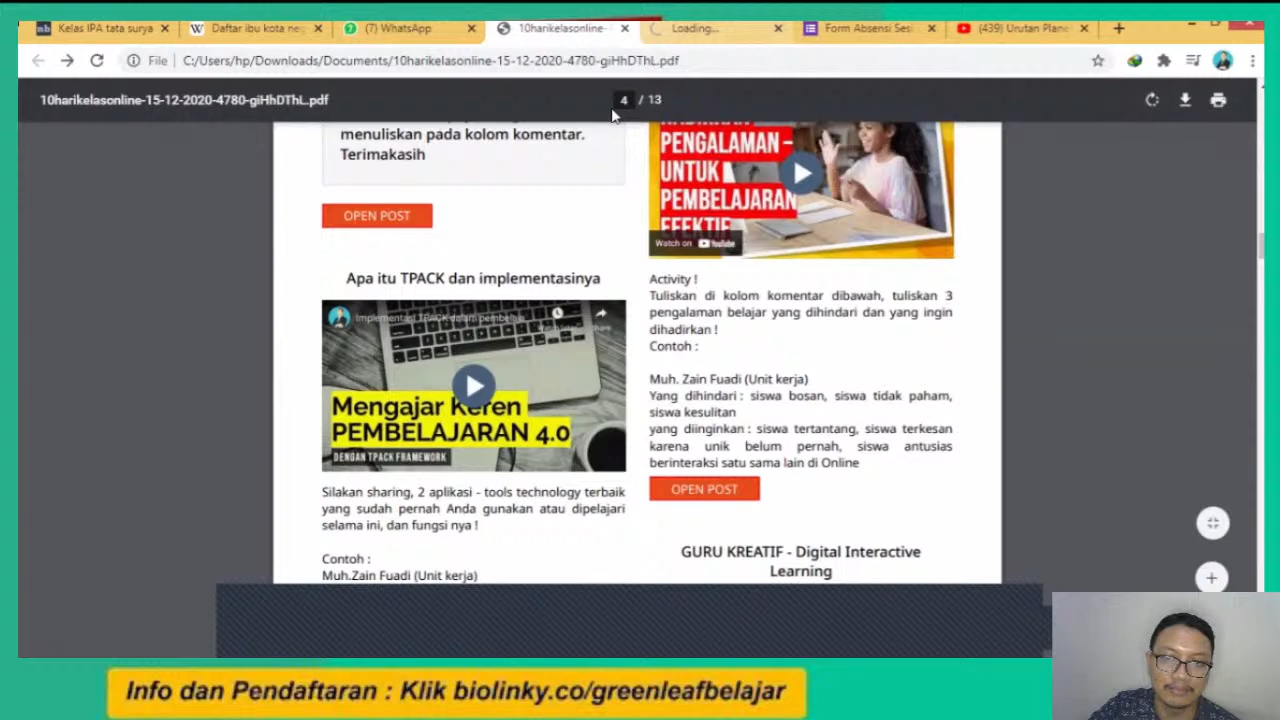 Kelas IPA tata surya
Daftar ibu kota neg
(7) WhatsApp
10harikelasonline-
Loading...
Form Absensi Sesi
(439) Urutan Plane
File C:/Users/hp/Downloads/Documents/10harikelasonline-15-12-2020-4780-giHhDThL.pdf
10harikelasonline-15-12-2020-4780-giHhDThL.pdf
4 / 13
menuliskan pada kolom komentar.
Terimakasih
OPEN POST
Apa itu TPACK dan implementasinya
Implementasi TPACK dalam
Mengajar Keren
PEMBELAJARAN 4.0
DENGAN TPACK FRAMEWORK
Silakan sharing, 2 aplikasi - tools technology terbaik
yang sudah pernah Anda gunakan atau dipelajari
selama ini, dan fungsi nya !
Contoh :
Muh.Zain Fuadi (Unit kerja)
PENGALAMAN –
UNTUK
PEMBELAJARAN
EFEKTIF
Watch on YouTube
Activity !
Tuliskan di kolom komentar dibawah, tuliskan 3
pengalaman belajar yang dihindari dan yang ingin
dihadirkan !
Contoh :
Muh. Zain Fuadi (Unit kerja)
Yang dihindari : siswa bosan, siswa tidak paham,
siswa kesulitan
yang diinginkan : siswa tertantang, siswa terkesan
karena unik belum pernah, siswa antusias
berinteraksi satu sama lain di Online
OPEN POST
GURU KREATIF - Digital Interactive
Learning
Info dan Pendaftaran : Klik biolinky.co/greenleafbelajar